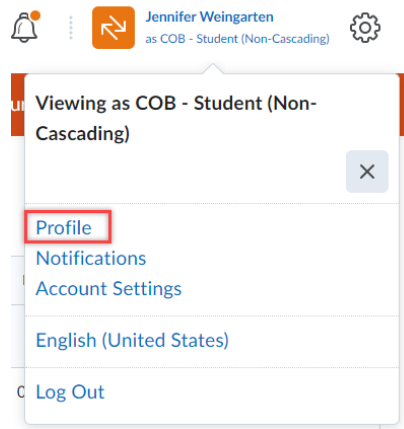 Jennifer Weingarten
as COB - Student (Non-Cascading)
Viewing as COB - Student (Non-
Cascading)
Profile
Notifications
Account Settings
English (United States)
Log Out